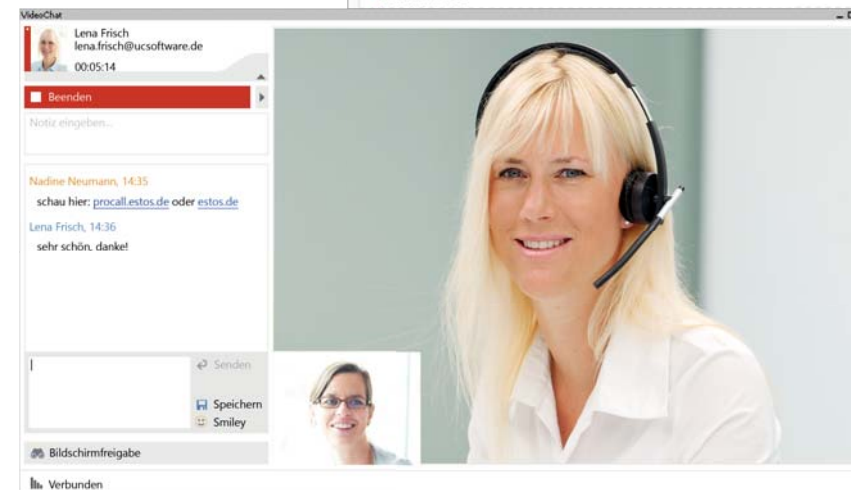 VideoChat
Lena Frisch
lena.frisch@ucsoftware.de
00:05:14
Beenden
Notiz eingeben...
Nadine Neumann, 14:35
schau hier: procall.estos.de oder estos.de
Lena Frisch, 14:36
sehr schön. danke!
Senden
Speichern
Smiley
Bildschirmfreigabe
Verbunden